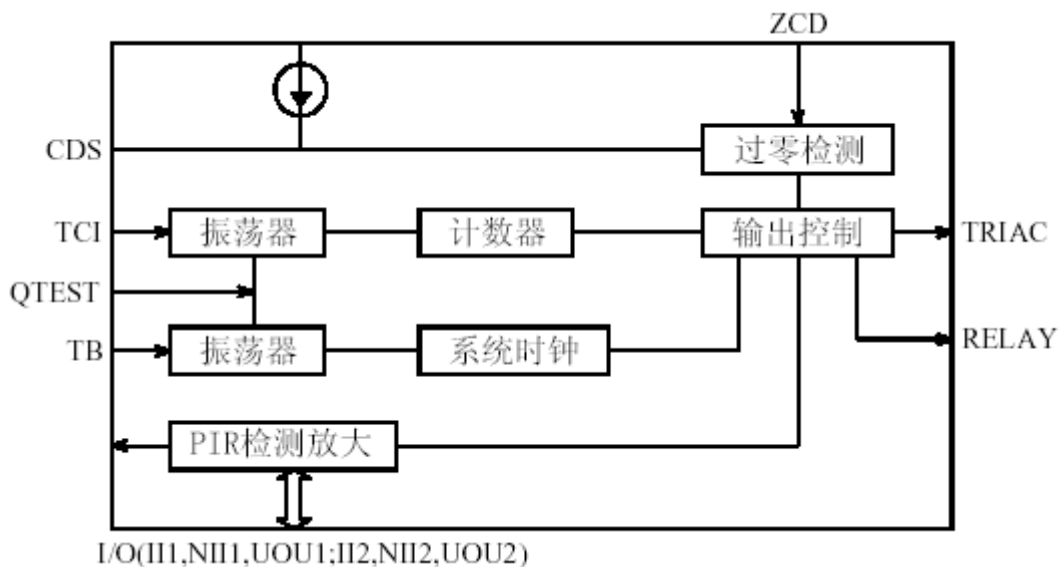 ZCD
CDS
过零检测
TCI
振荡器
计数器
输出控制
TRIAC
QTEST
TB
振荡器
系统时钟
RELAY
PIR检测放大
I/O(II1,NII1,UOU1;II2,NII2,UOU2)